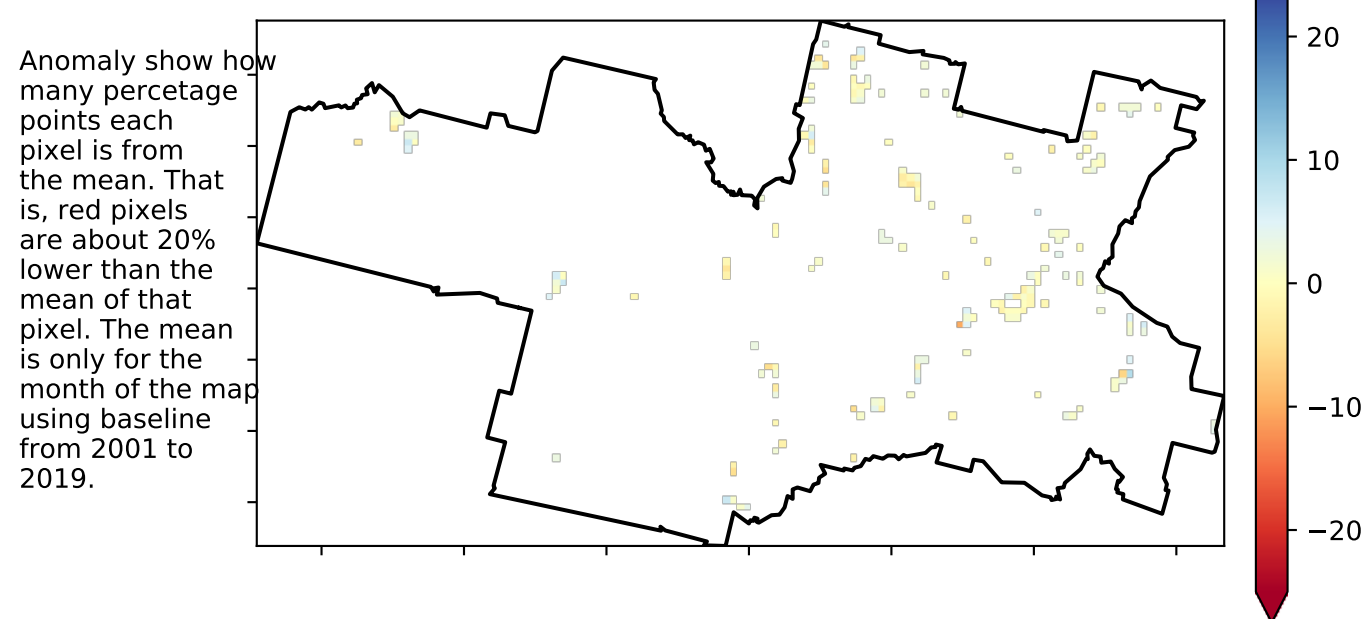 Anomaly show how
many percetage
points each
pixel is from
the mean. That
is, red pixels
are about 20%
lower than the
mean of that
pixel. The mean
is only for the
month of the map
using baseline
from 2001 to
2019.
20
10
0
−10
−20